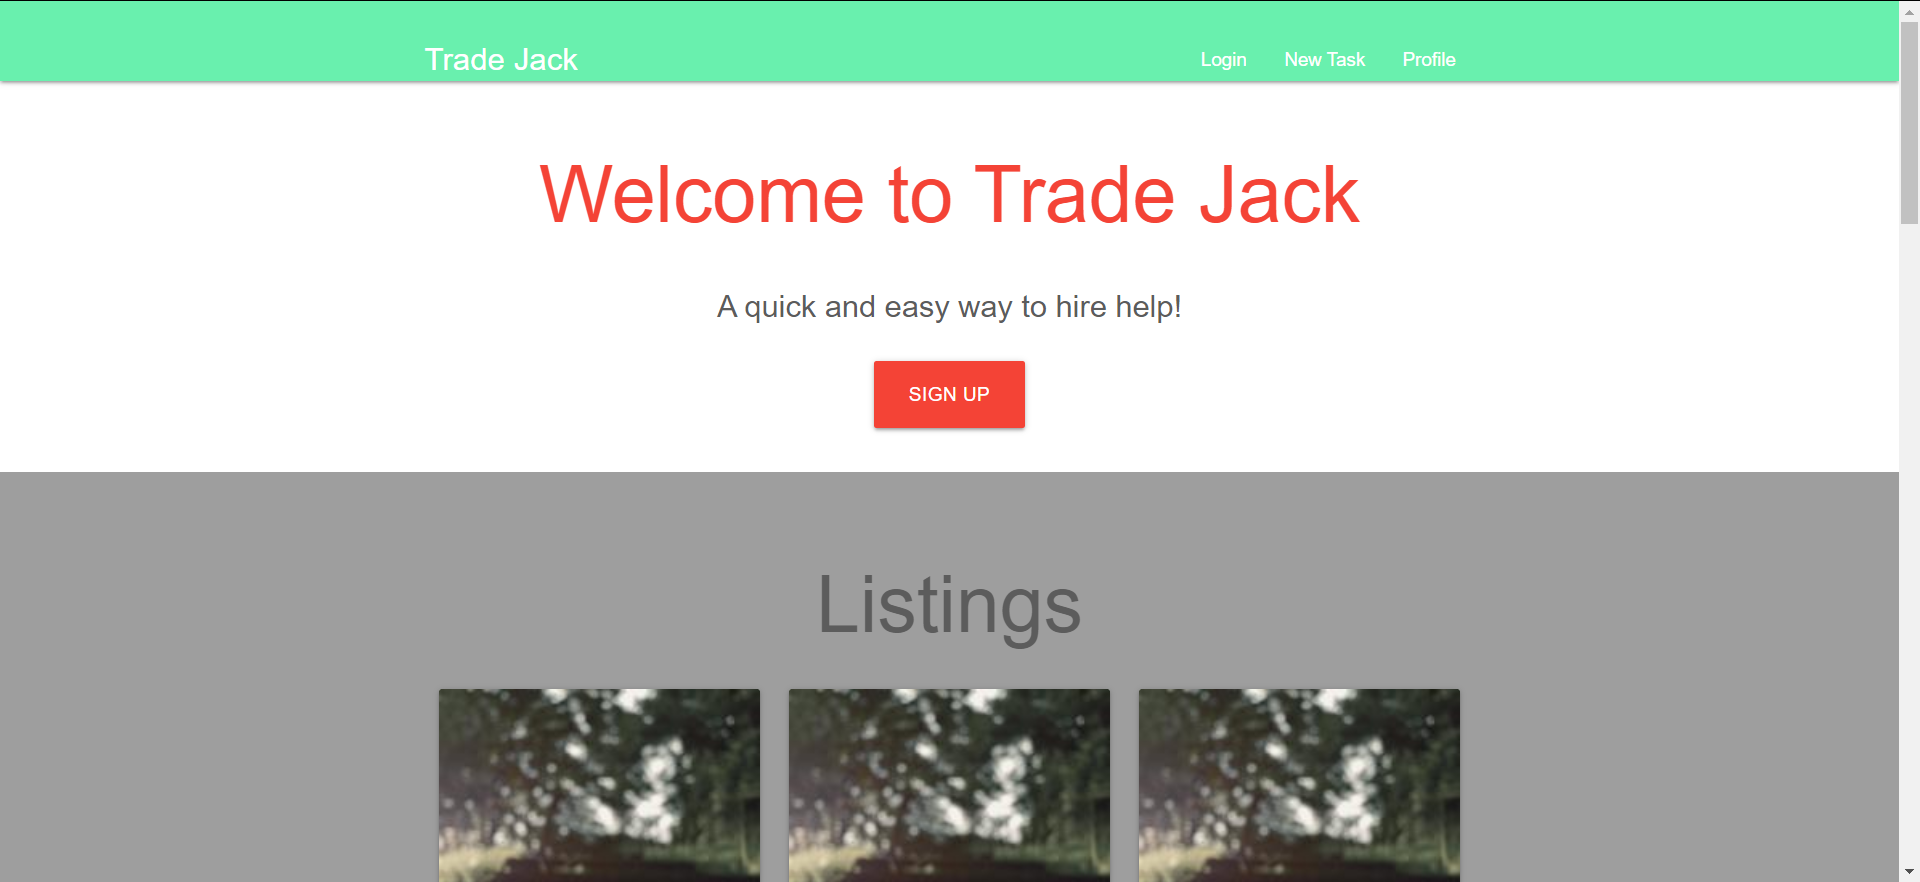 Trade Jack
Login New Task Profile
Welcome to Trade Jack
A quick and easy way to hire help!
SIGN UP
Listings